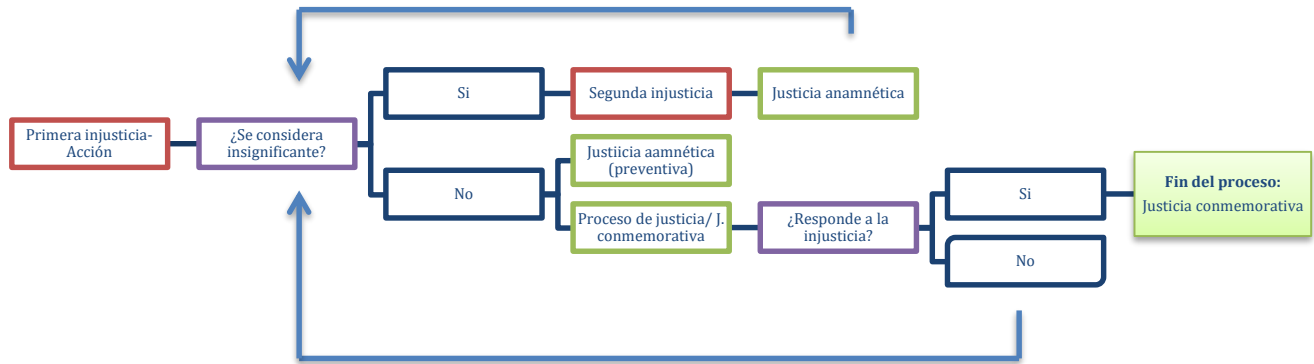 Si
Segunda injusticia
Justicia anamnética
Primera injusticia-
Acción
¿Se considera
insignificante?
Justiicia aamnética
(preventiva)
No
Proceso de justicia/ J.
conmemorativa
¿Responde a la
injusticia?
Si
No
Fin del proceso:
Justicia conmemorativa